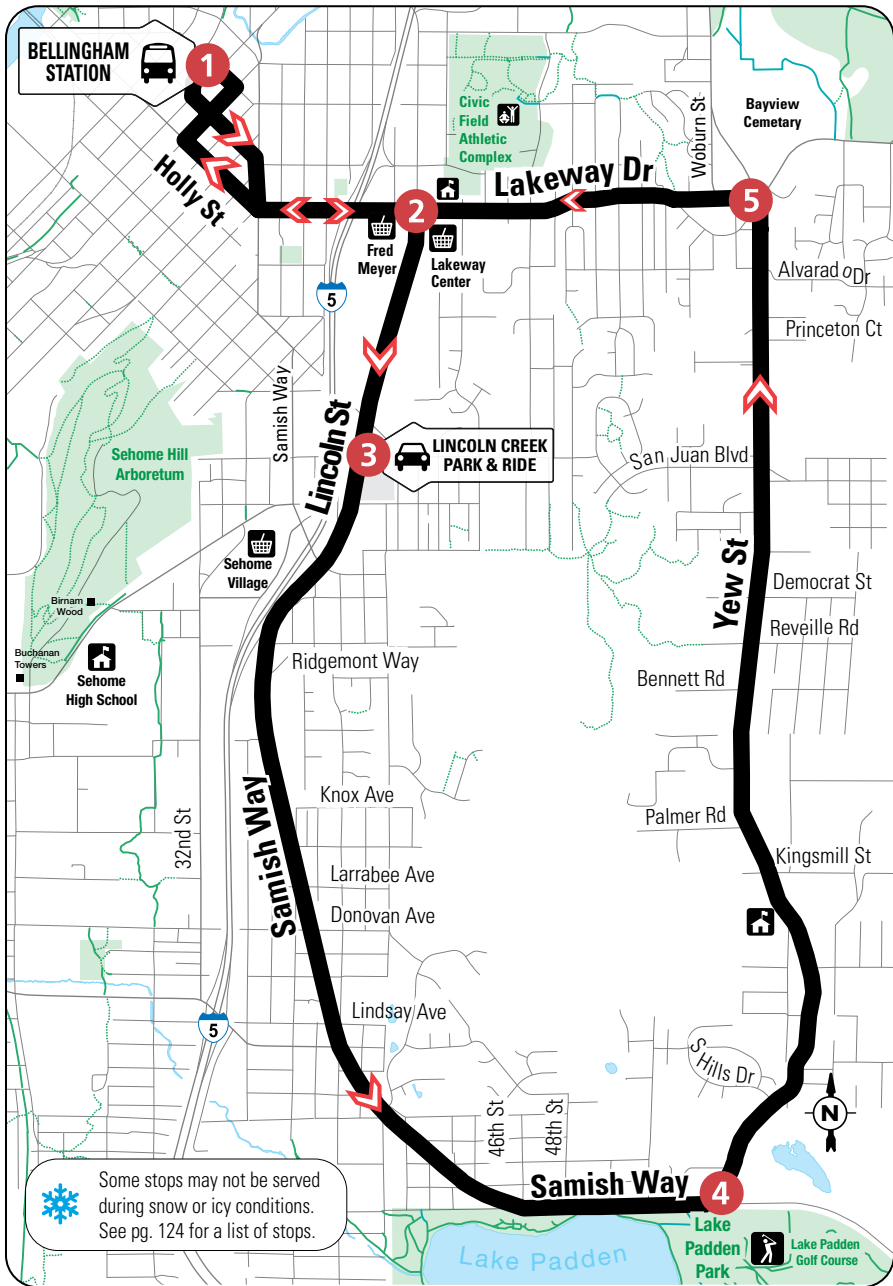 BELLINGHAM
STATION
1
Holly St
Civic
Field
Athletic
Complex
Woburn St
Bayview
Cemetary
Lakeway Dr
2
5
Fred
Meyer
Lakeway
Center
5
Alvarado Dr
Princeton Ct
Samish Way
Lincoln St
3
LINCOLN CREEK
PARK & RIDE
Sehome Hill
Arboretum
San Juan Blvd
Sehome
Village
Yew St
Birnam
Wood
Democrat St
Reveille Rd
Buchanan
Towers
Sehome
High School
Ridgemont Way
Bennett Rd
32nd St
Samish Way
Knox Ave
Palmer Rd
Kingsmill St
Larrabee Ave
Donovan Ave
Lindsay Ave
5
S Hills Dr
46th St
48th St
N
Some stops may not be served
during snow or icy conditions.
See pg. 124 for a list of stops.
Samish Way
4
Lake Padden
Lake
Padden
Park
Lake Padden
Golf Course